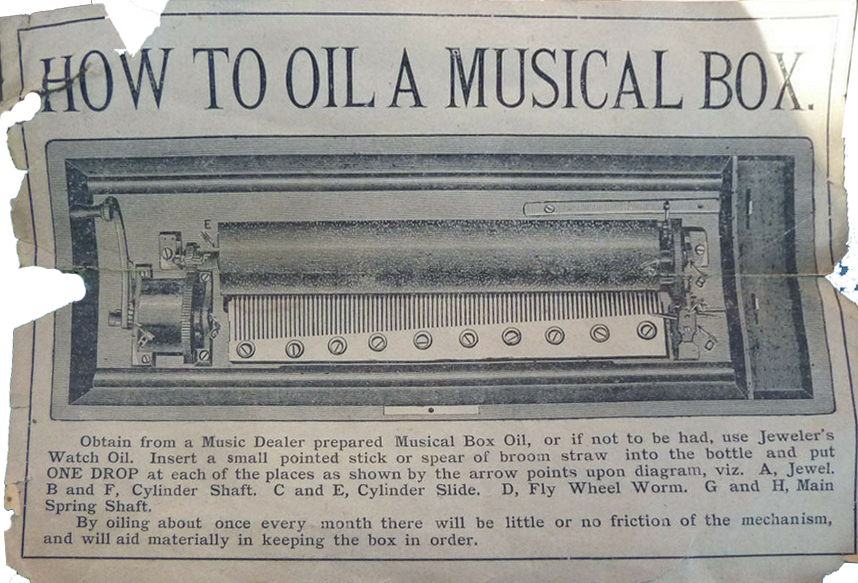 HOW TO OIL A MUSICAL BOX.
E
Obtain from a Music Dealer prepared Musical Box Oil, or if not to be had, use Jeweler's
Watch Oil. Insert a small pointed stick or spear of broom straw into the bottle and put
ONE DROP at each of the places as shown by the arrow points upon diagram, viz. A, Jewel.
B and F, Cylinder Shaft. C and E, Cylinder Slide. D, Fly Wheel Worm. G and H, Main
Spring Shaft.
By oiling about once every month there will be little or no friction of the mechanism,
and will aid materially in keeping the box in order.